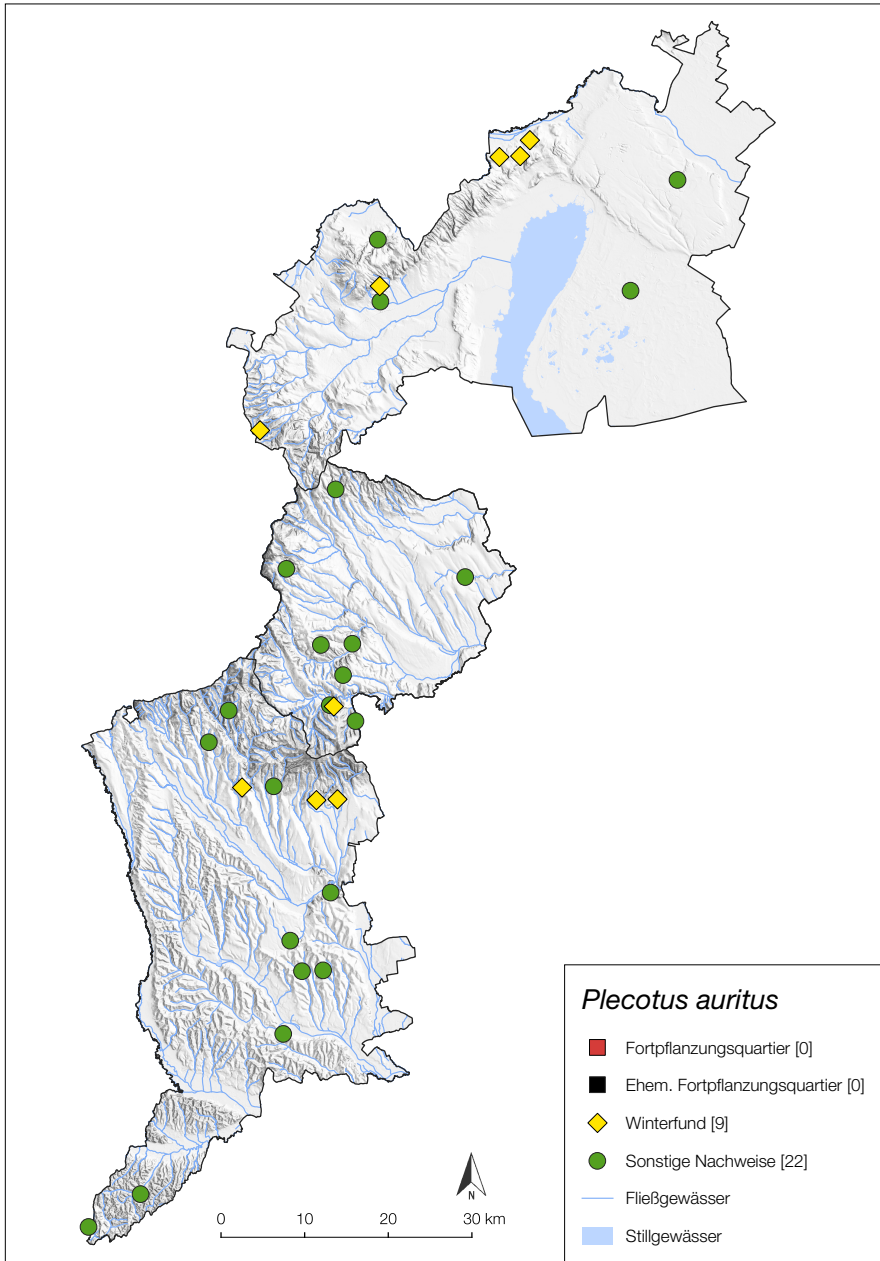 Plecotus auritus
Fortpflanzungsquartier [0]
Ehem. Fortpflanzungsquartier [0]
Winterfund [9]
Sonstige Nachweise [22]
Fließgewässer
Stillgewässer
N
0 10 20 30 km